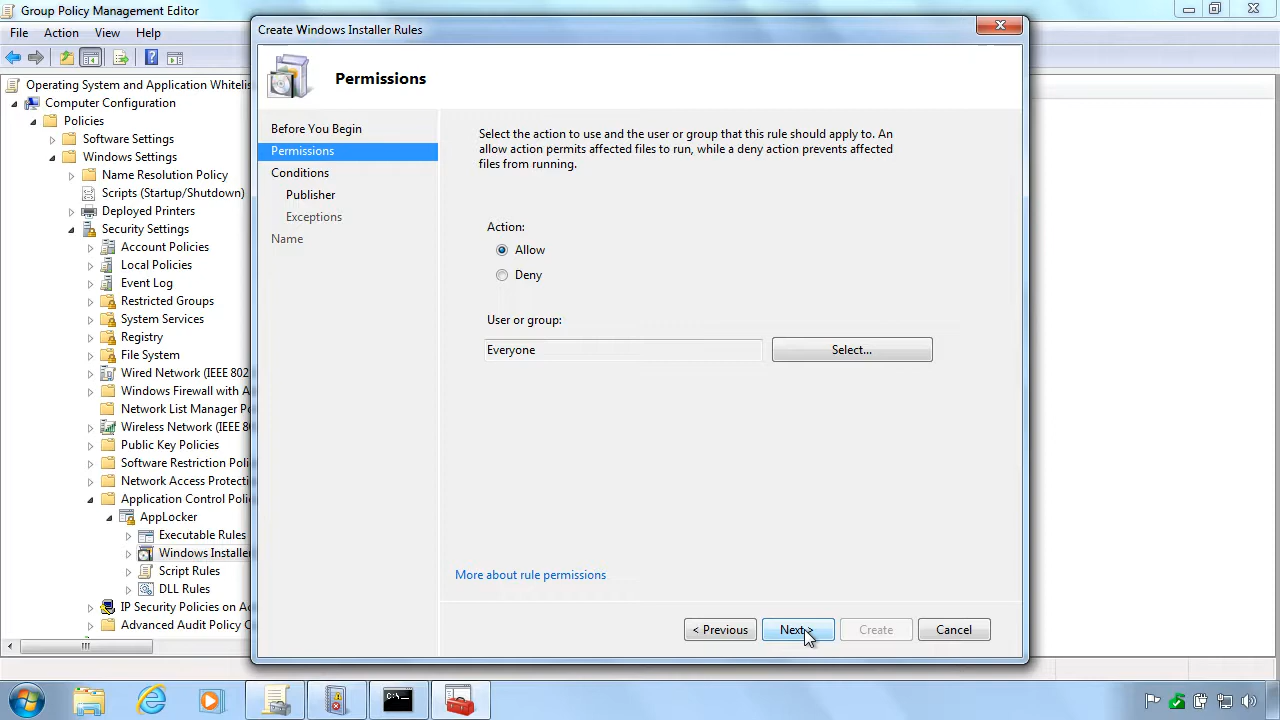 Group Policy Management Editor
File Action View Help
Operating System and Application Whitelis
Computer Configuration
Policies
Software Settings
Windows Settings
Name Resolution Policy
Scripts (Startup/Shutdown)
Deployed Printers
Security Settings
Account Policies
Local Policies
Event Log
Restricted Groups
System Services
Registry
File System
Wired Network (IEEE 802
Windows Firewall with A
Network List Manager Po
Wireless Network (IEEE 8
Public Key Policies
Software Restriction Poli
Network Access Protecti
Application Control Polic
AppLocker
Executable Rules
Windows Installer
Script Rules
DLL Rules
IP Security Policies on Ac
Advanced Audit Policy C
Create Windows Installer Rules
Permissions
Before You Begin
Permissions
Conditions
Publisher
Exceptions
Name
Select the action to use and the user or group that this rule should apply to. An
allow action permits affected files to run, while a deny action prevents affected
files from running.
Action:
Allow
Deny
User or group:
Everyone
Select...
More about rule permissions
< Previous
Next >
Create
Cancel
C:\